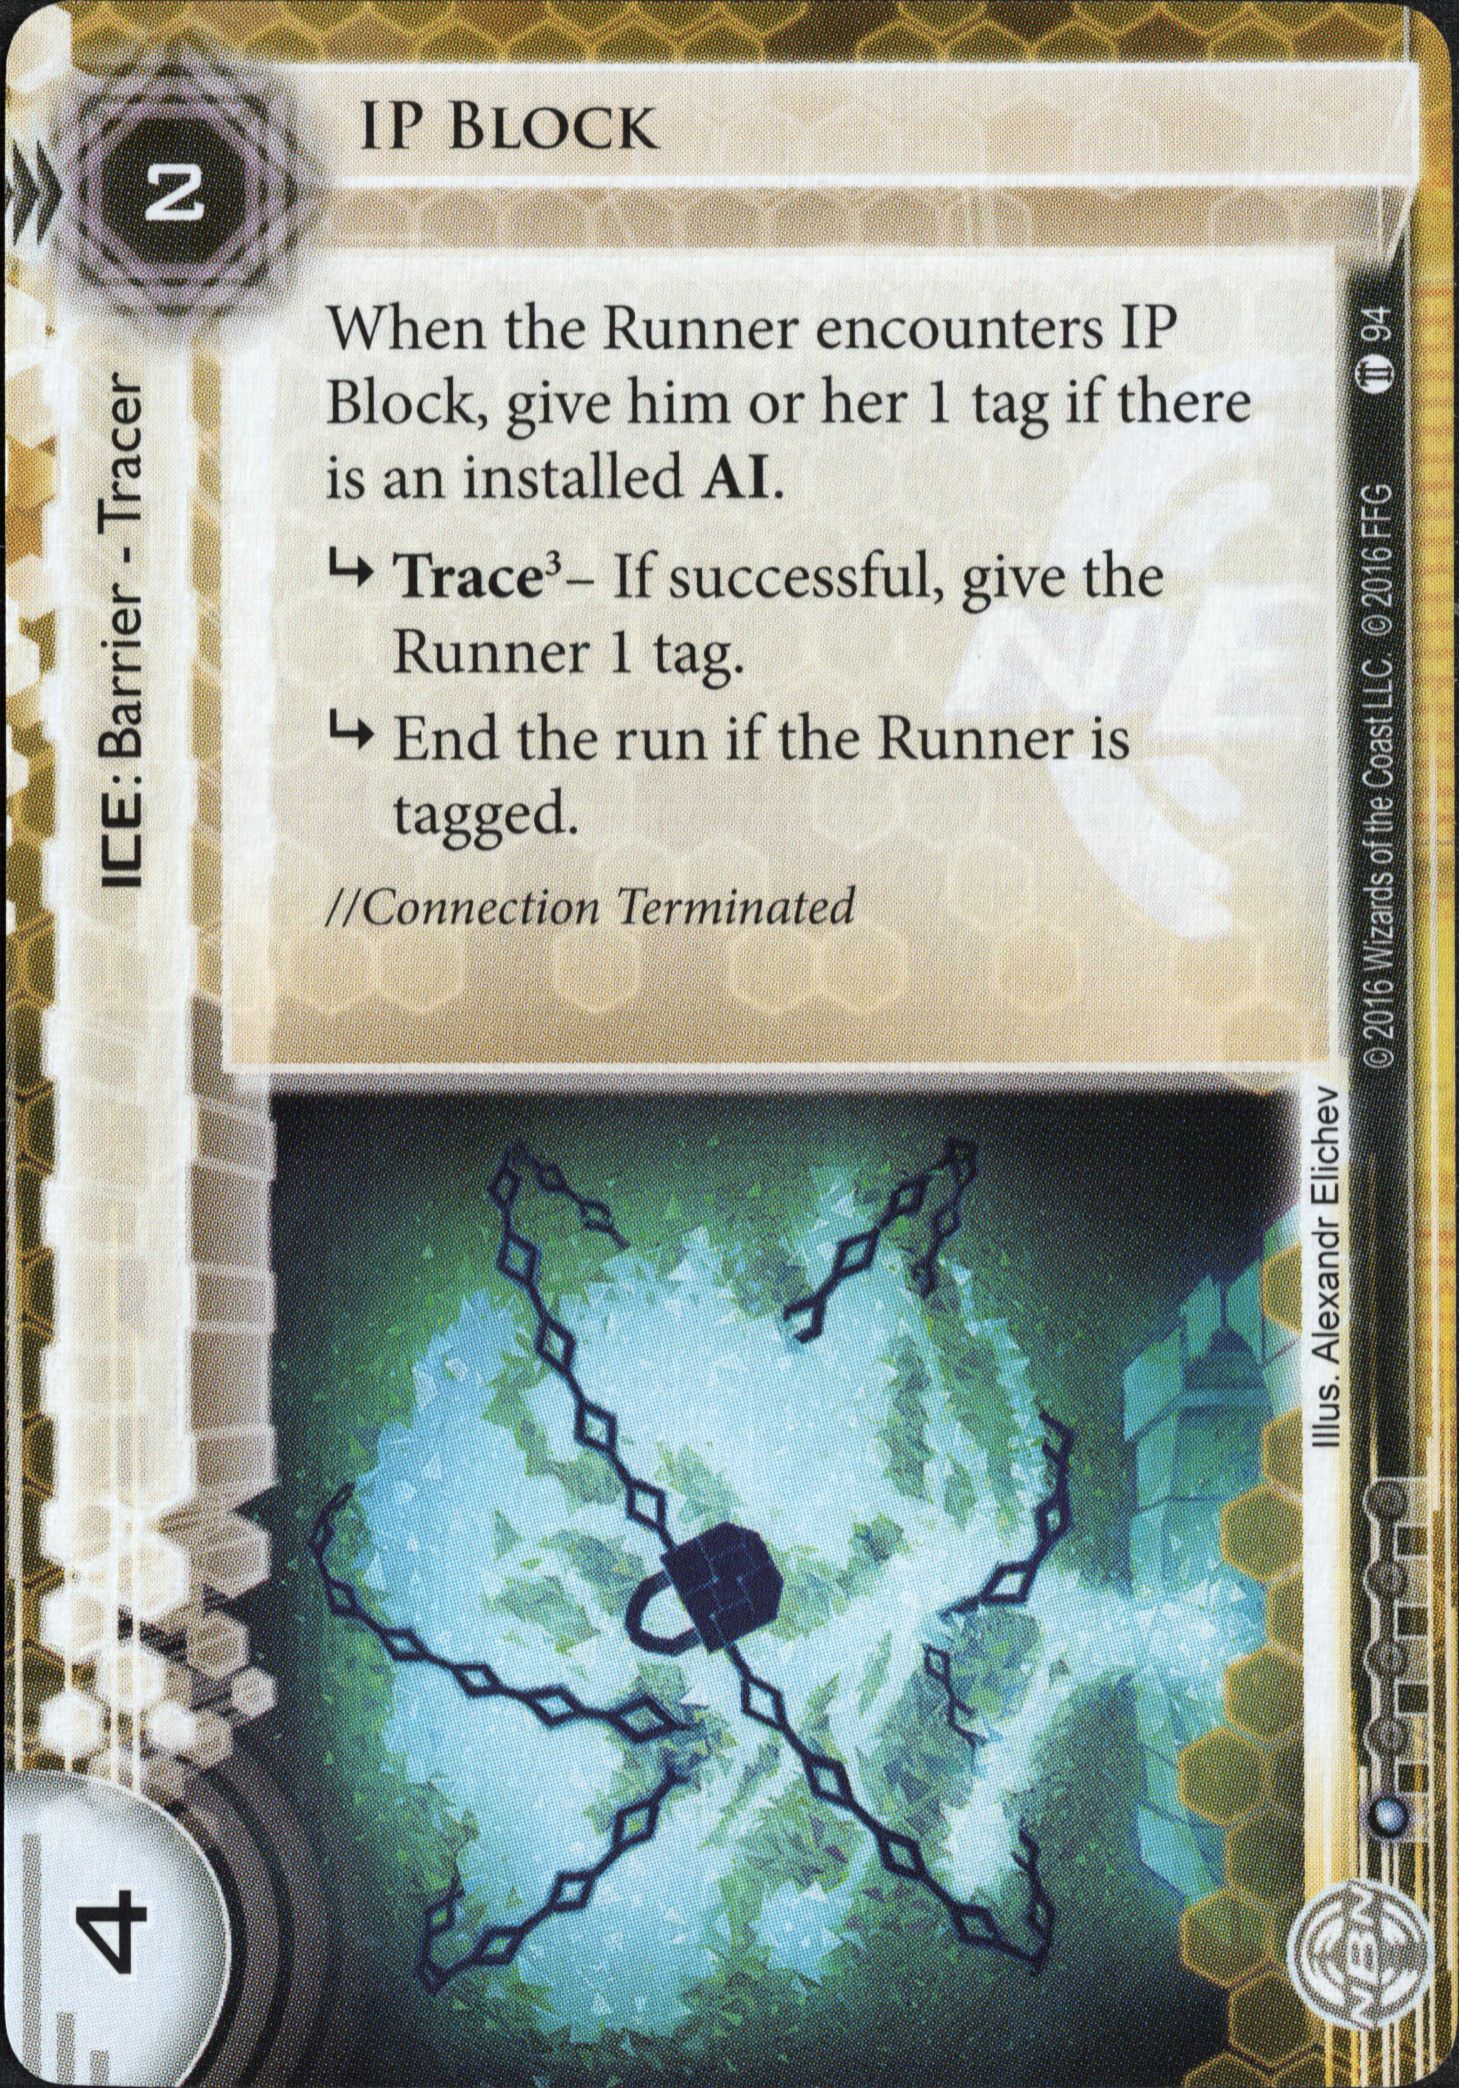 2
IP Block
ICE: Barrier - Tracer
When the Runner encounters IP
Block, give him or her 1 tag if there
is an installed AI.
↳ Trace³– If successful, give the
Runner 1 tag.
↳ End the run if the Runner is
tagged.
//Connection Terminated
4
Illus. Alexandr Elichev
© 2016 Wizards of the Coast LLC. © 2016 FFG
94
NBN